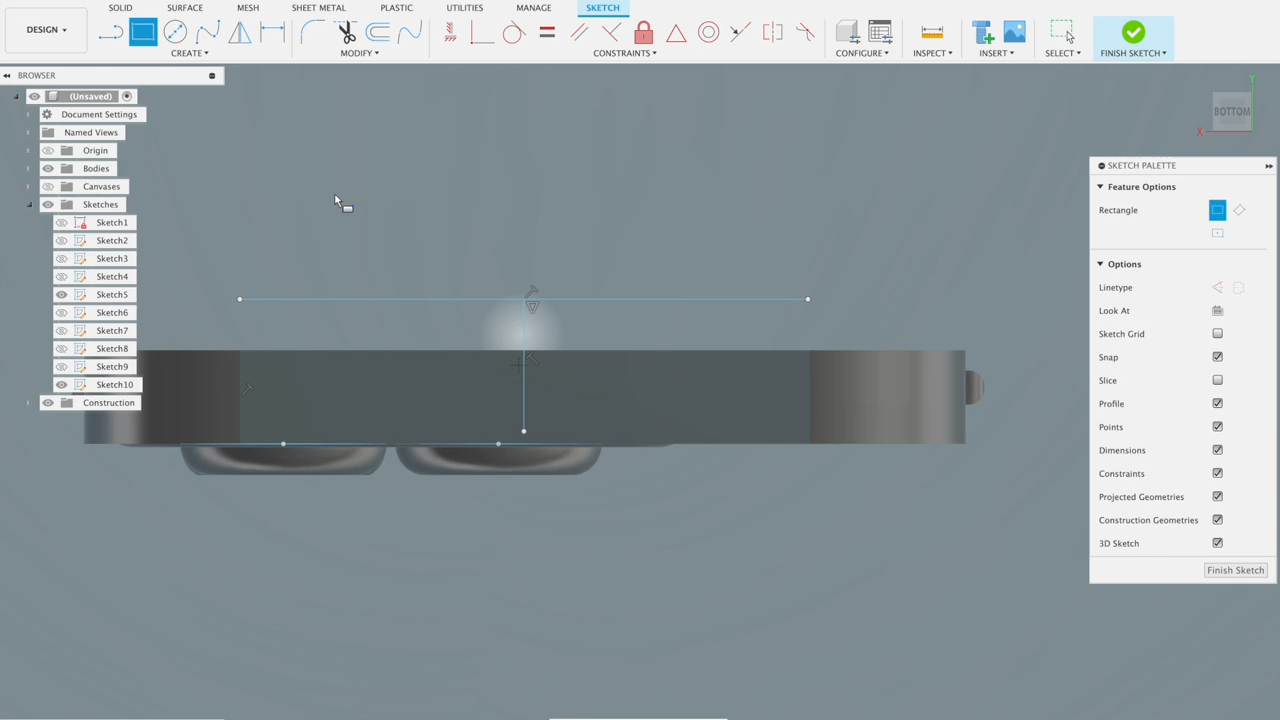 SOLID SURFACE MESH SHEET METAL PLASTIC UTILITIES MANAGE SKETCH
DESIGN
CREATE MODIFY CONSTRAINTS CONFIGURE INSPECT INSERT SELECT FINISH SKETCH
BROWSER
(Unsaved)
Document Settings
Named Views
Origin
Bodies
Canvases
Sketches
Sketch1
Sketch2
Sketch3
Sketch4
Sketch5
Sketch6
Sketch7
Sketch8
Sketch9
Sketch10
Construction
Y
BOTTOM
X
SKETCH PALETTE
Feature Options
Rectangle
Options
Linetype
Look At
Sketch Grid
Snap
Slice
Profile
Points
Dimensions
Constraints
Projected Geometries
Construction Geometries
3D Sketch
Finish Sketch